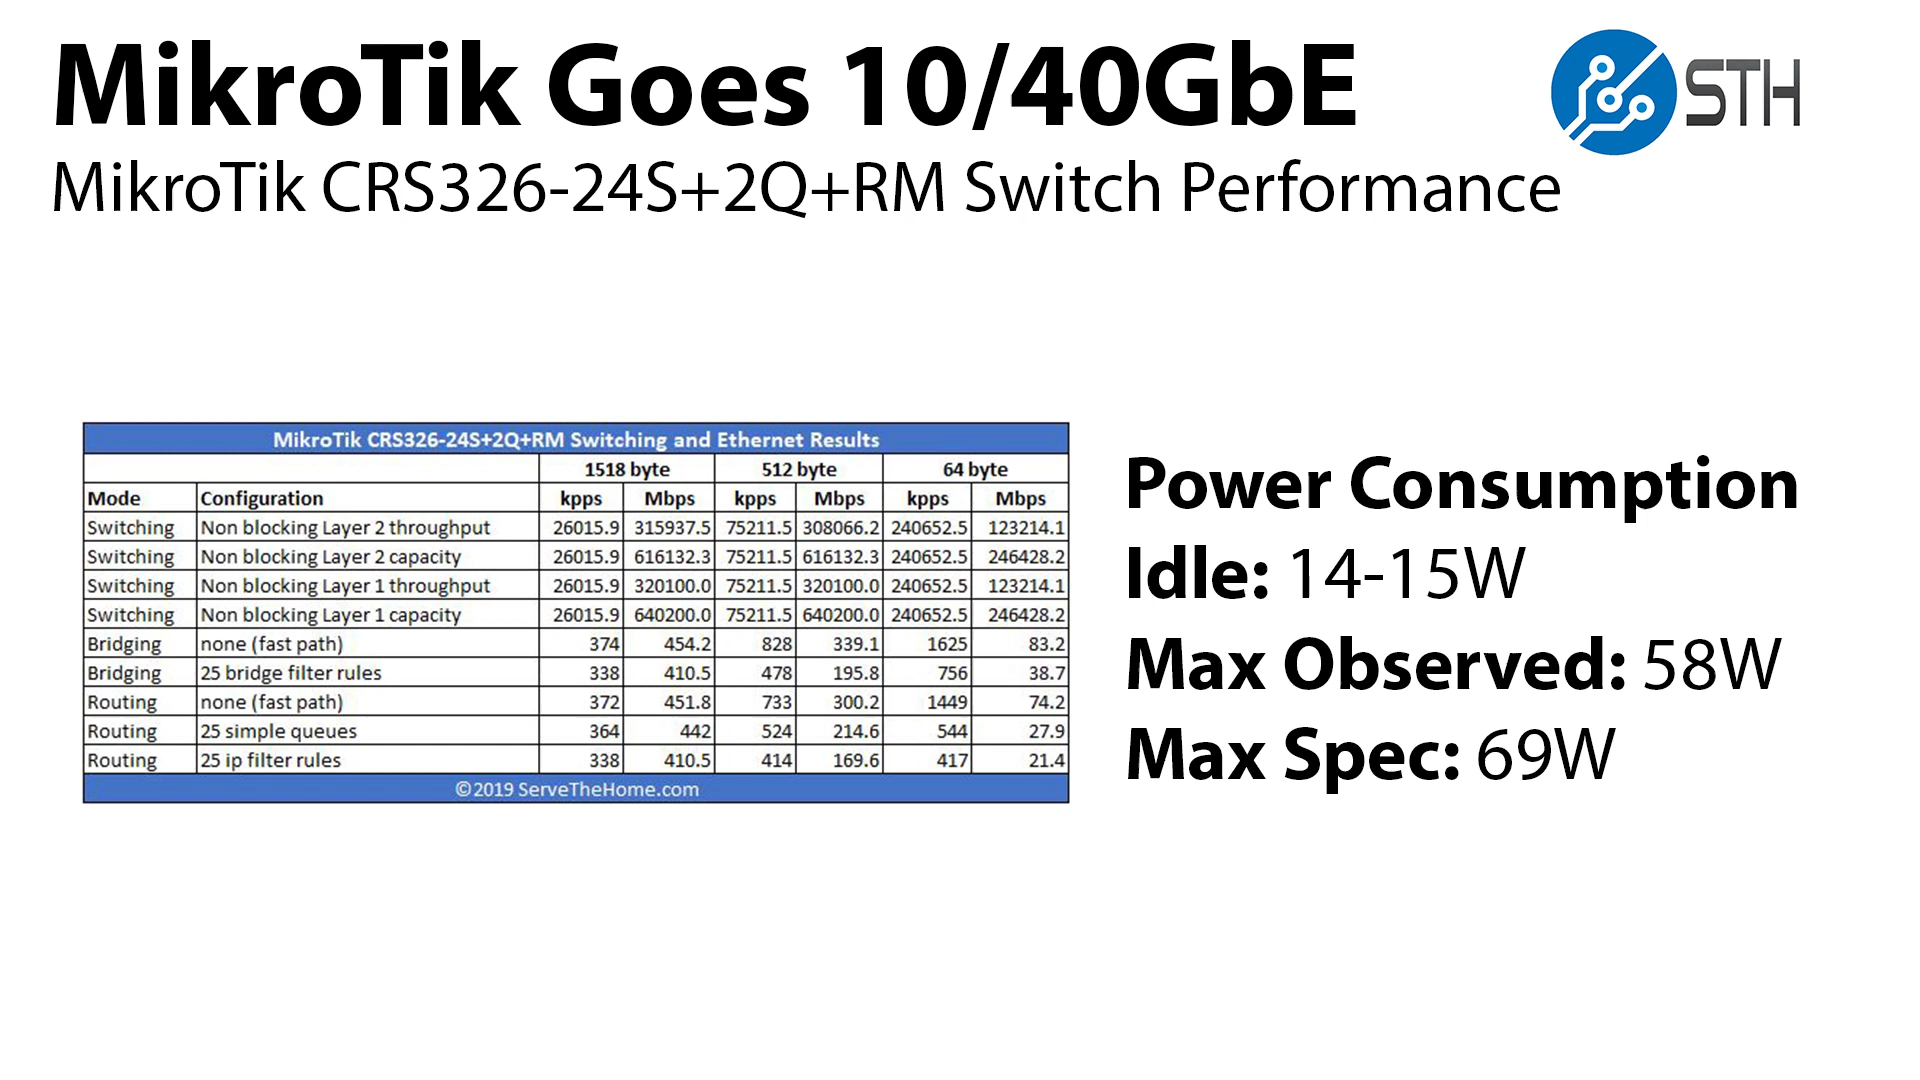 MikroTik Goes 10/40GbE
STH
MikroTik CRS326-24S+2Q+RM Switch Performance
MikroTik CRS326-24S+2Q+RM Switching and Ethernet Results
1518 byte 512 byte 64 byte
Mode Configuration kpps Mbps kpps Mbps kpps Mbps
Switching Non blocking Layer 2 throughput 26015.9 315937.5 75211.5 308066.2 240652.5 123214.1
Switching Non blocking Layer 2 capacity 26015.9 616132.3 75211.5 616132.3 240652.5 246428.2
Switching Non blocking Layer 1 throughput 26015.9 320100.0 75211.5 320100.0 240652.5 123214.1
Switching Non blocking Layer 1 capacity 26015.9 640200.0 75211.5 640200.0 240652.5 246428.2
Bridging none (fast path) 374 454.2 828 339.1 1625 83.2
Bridging 25 bridge filter rules 338 410.5 478 195.8 756 38.7
Routing none (fast path) 372 451.8 733 300.2 1449 74.2
Routing 25 simple queues 364 442 524 214.6 544 27.9
Routing 25 ip filter rules 338 410.5 414 169.6 417 21.4
©2019 ServeTheHome.com
Power Consumption
Idle: 14-15W
Max Observed: 58W
Max Spec: 69W